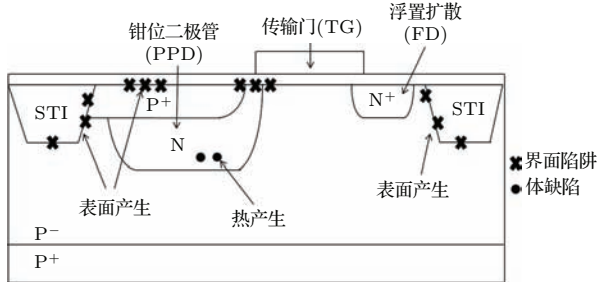 钳位二极管
(PPD)
传输门(TG)
浮置扩散
(FD)
STI
P+
N
N+
STI
界面陷阱
体缺陷
表面产生
热产生
表面产生
P−
P+